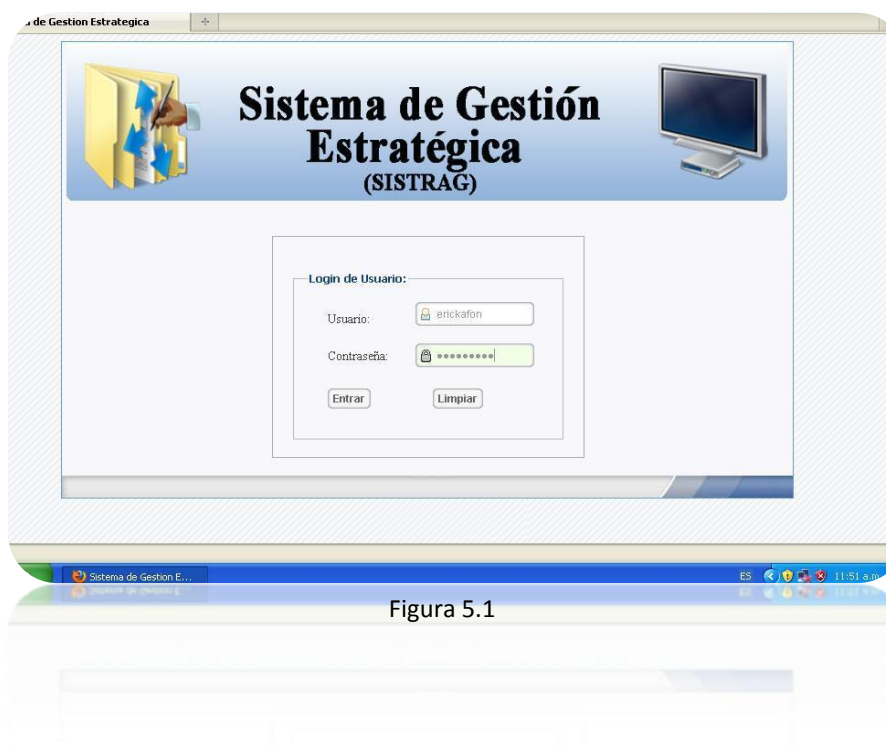 a de Gestion Estrategica
Sistema de Gestión
Estratégica
(SISTRAG)
Login de Usuario:
Usuario: erickafon
Contraseña: •••••••••
Entrar Limpiar
Sistema de Gestion E... ES 11:51 a.m.
Figura 5.1